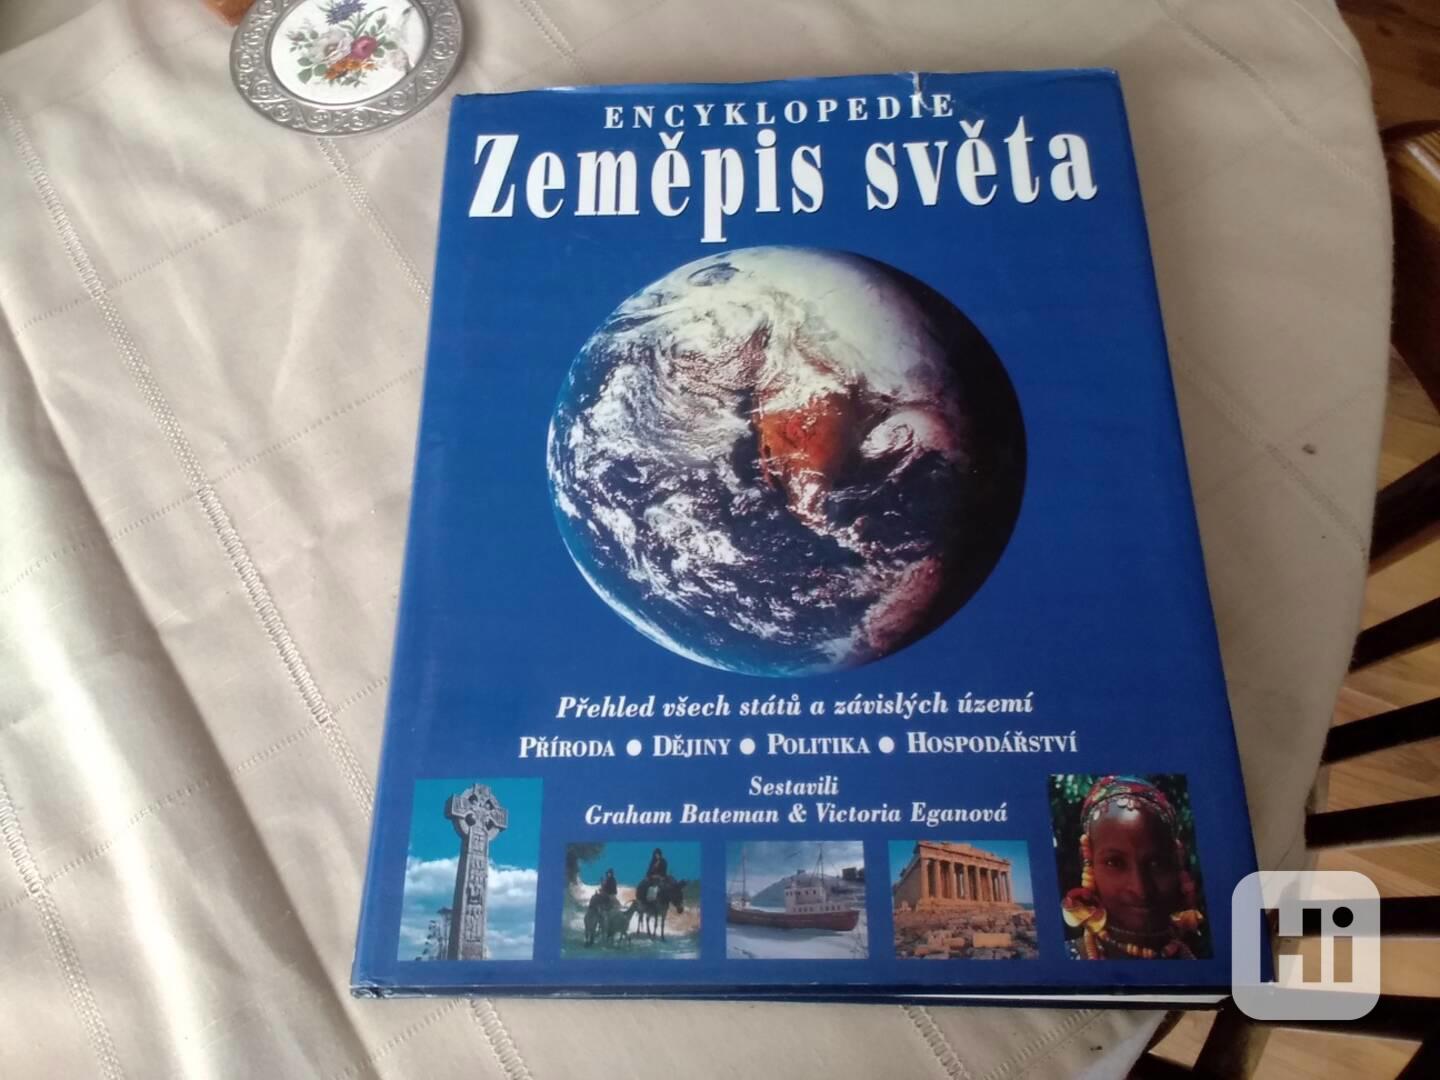 ENCYKLOPEDIE
Zeměpis světa
Přehled všech států a závislých území
PŘÍRODA ● DĚJINY ● POLITIKA ● HOSPODÁŘSTVÍ
Sestavili
Graham Bateman & Victoria Eganová
Hi